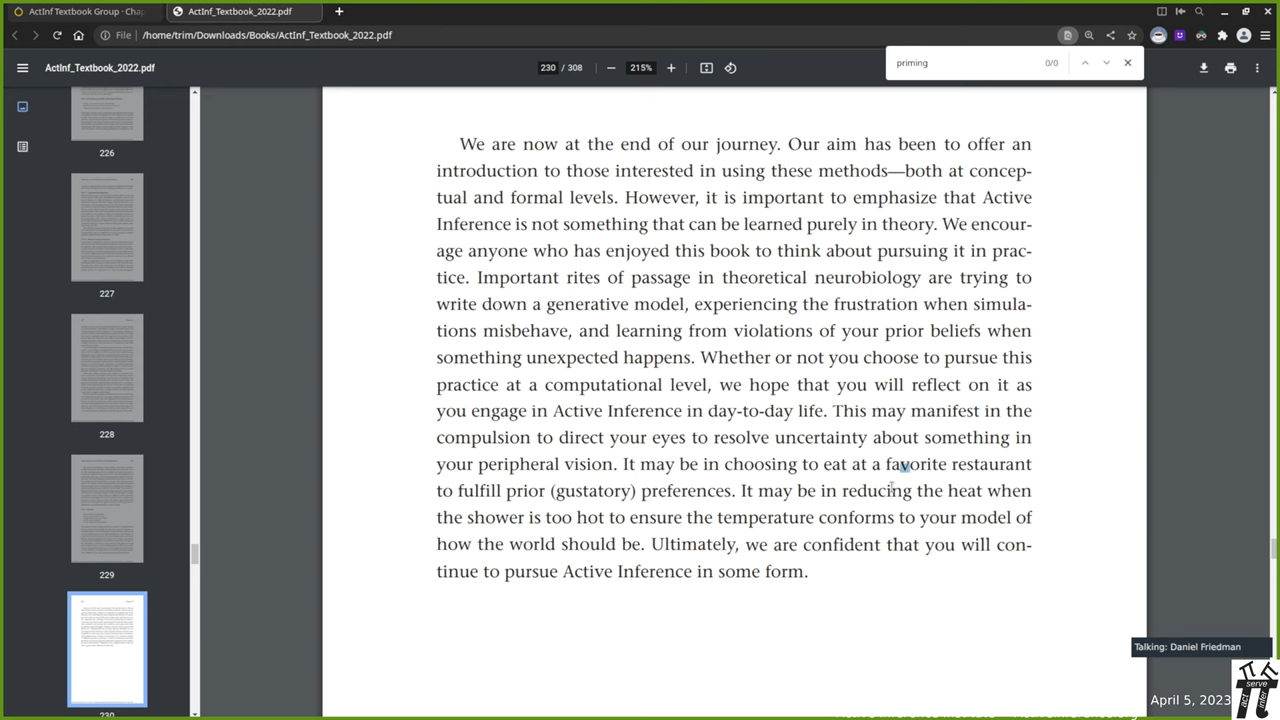 ActInf Textbook Group · Chap
ActInf_Textbook_2022.pdf
File
/home/trim/Downloads/Books/ActInf_Textbook_2022.pdf
ActInf_Textbook_2022.pdf
230 / 308
215%
priming
0/0
226
227
228
229
230
We are now at the end of our journey. Our aim has been to offer an
introduction to those interested in using these methods—both at concep-
tual and formal levels. However, it is important to emphasize that Active
Inference is not something that can be learned purely in theory. We encour-
age anyone who has enjoyed this book to think about pursuing it in prac-
tice. Important rites of passage in theoretical neurobiology are trying to
write down a generative model, experiencing the frustration when simula-
tions misbehave, and learning from violations of your prior beliefs when
something unexpected happens. Whether or not you choose to pursue this
practice at a computational level, we hope that you will reflect on it as
you engage in Active Inference in day-to-day life. This may manifest in the
compulsion to direct your eyes to resolve uncertainty about something in
your peripheral vision. It may be in choosing to eat at a favorite restaurant
to fulfill prior (gustatory) preferences. It may be in reducing the heat when
the shower is too hot to ensure the temperature conforms to your model of
how the world should be. Ultimately, we are confident that you will con-
tinue to pursue Active Inference in some form.
Talking: Daniel Friedman
April 5, 2023
serve
act
infer